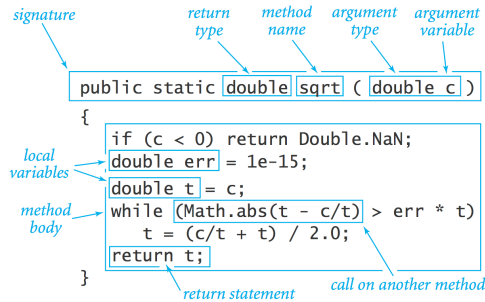 signature
return type
method name
argument type
argument variable
public static double sqrt ( double c )
{
if (c < 0) return Double.NaN;
local variables
double err = 1e-15;
double t = c;
method body
while (Math.abs(t - c/t) > err * t)
t = (c/t + t) / 2.0;
return t;
}
return statement
call on another method